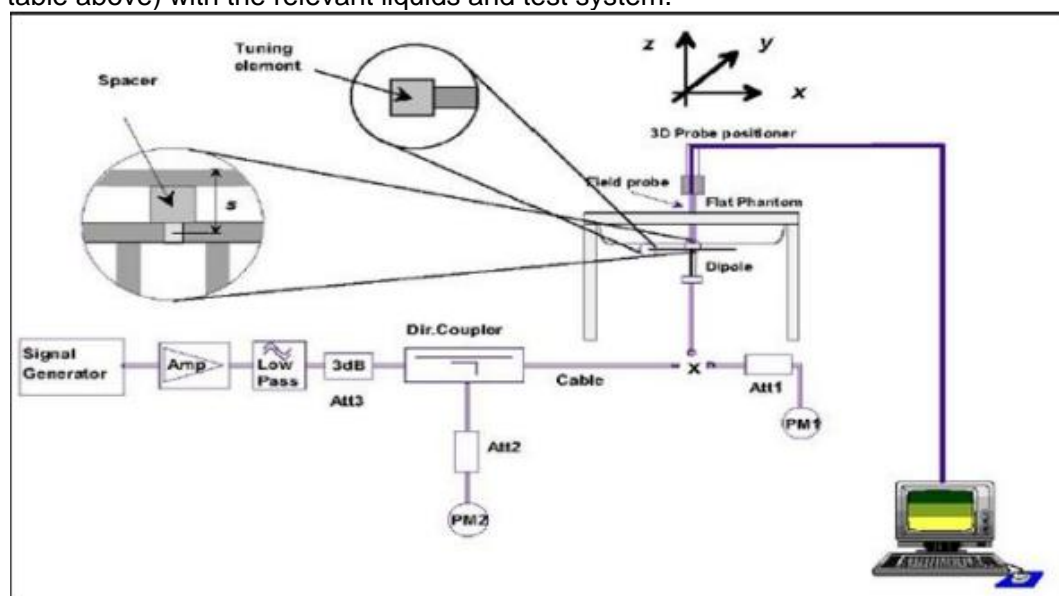 table above) with the relevant liquids and test system.
Tuning
element
Spacer
s
z
y
x
3D Probe positioner
Field probe
Flat Phantom
Dipole
Dir.Coupler
Signal
Generator
Amp
Low
Pass
3dB
Att3
Cable
x
Att1
PM1
Att2
PM2